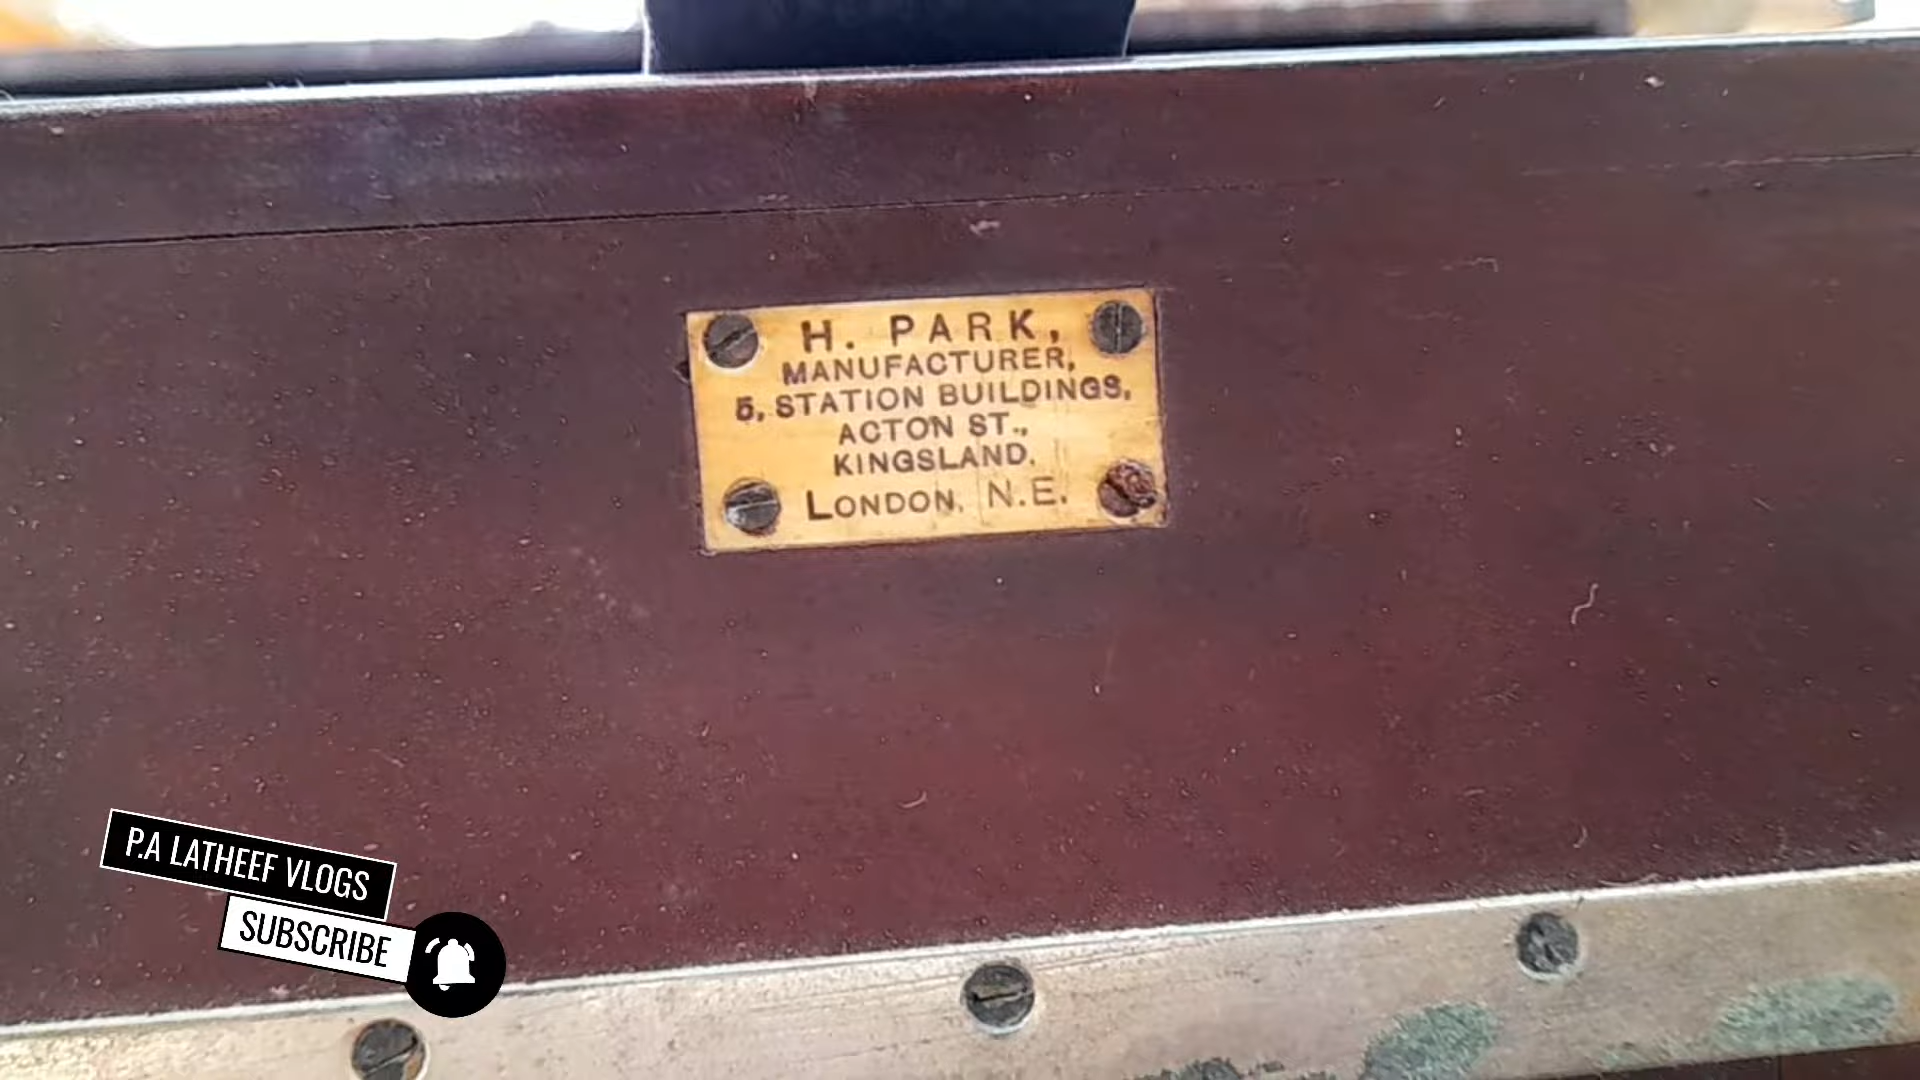 H. PARK,
MANUFACTURER,
5, STATION BUILDINGS,
ACTON ST.,
KINGSLAND.
LONDON, N.E.
P.A LATHEEF VLOGS
SUBSCRIBE